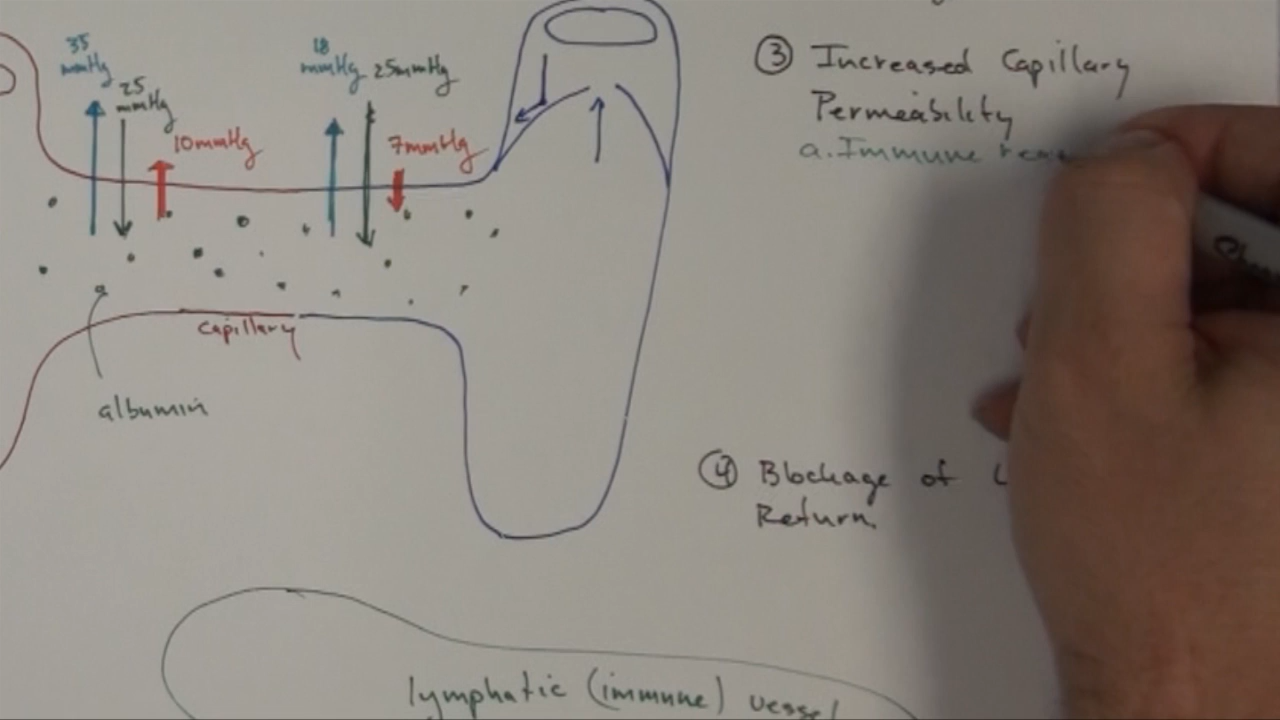 35
mmHg
25
mmHg
10mmHg
18
mmHg
25mmHg
7mmHg
capillary
albumin
③ Increased Capillary
Permeability
a. Immune
④ Blockage of L
Return.
lymphatic (immune) vessel